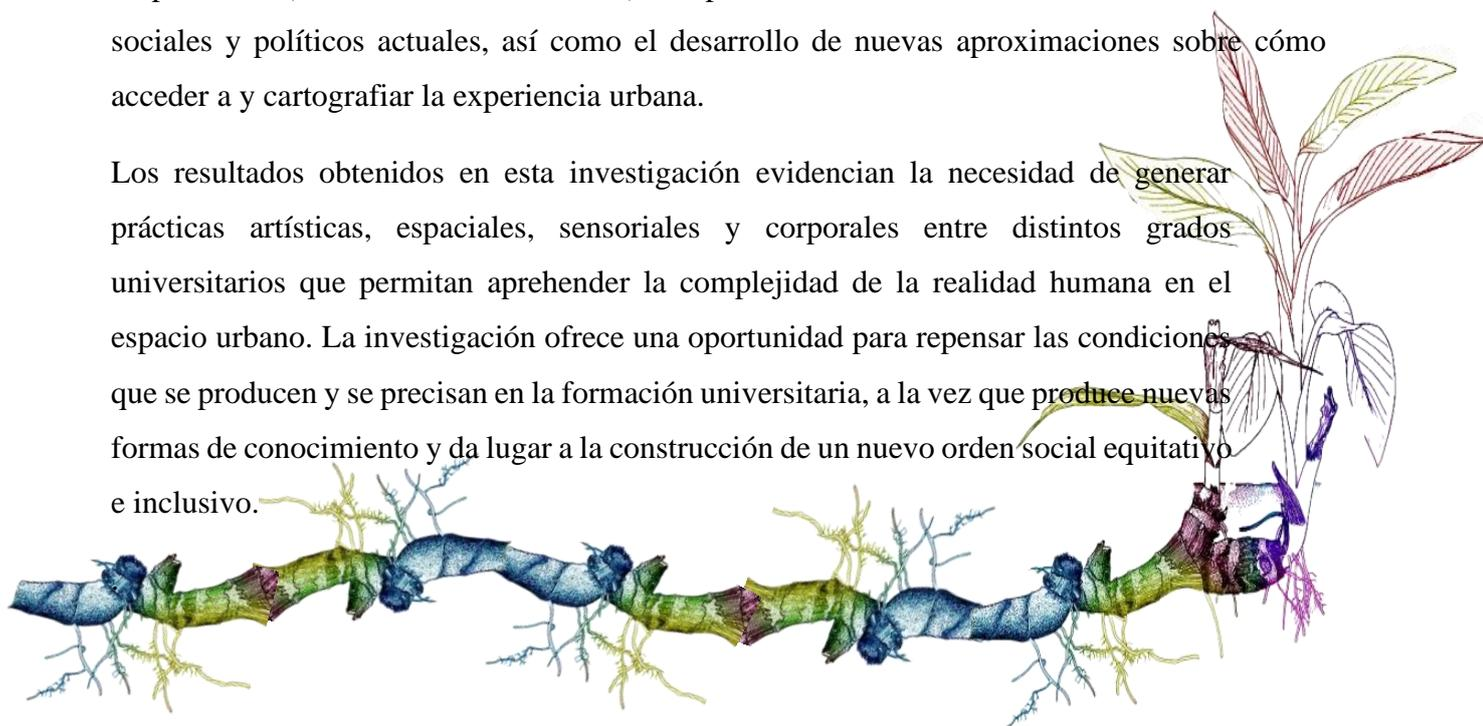 sociales y políticos actuales, así como el desarrollo de nuevas aproximaciones sobre cómo
acceder a y cartografiar la experiencia urbana.
Los resultados obtenidos en esta investigación evidencian la necesidad de generar
prácticas artísticas, espaciales, sensoriales y corporales entre distintos grados
universitarios que permitan aprehender la complejidad de la realidad humana en el
espacio urbano. La investigación ofrece una oportunidad para repensar las condiciones
que se producen y se precisan en la formación universitaria, a la vez que produce nuevas
formas de conocimiento y da lugar a la construcción de un nuevo orden social equitativo
e inclusivo.